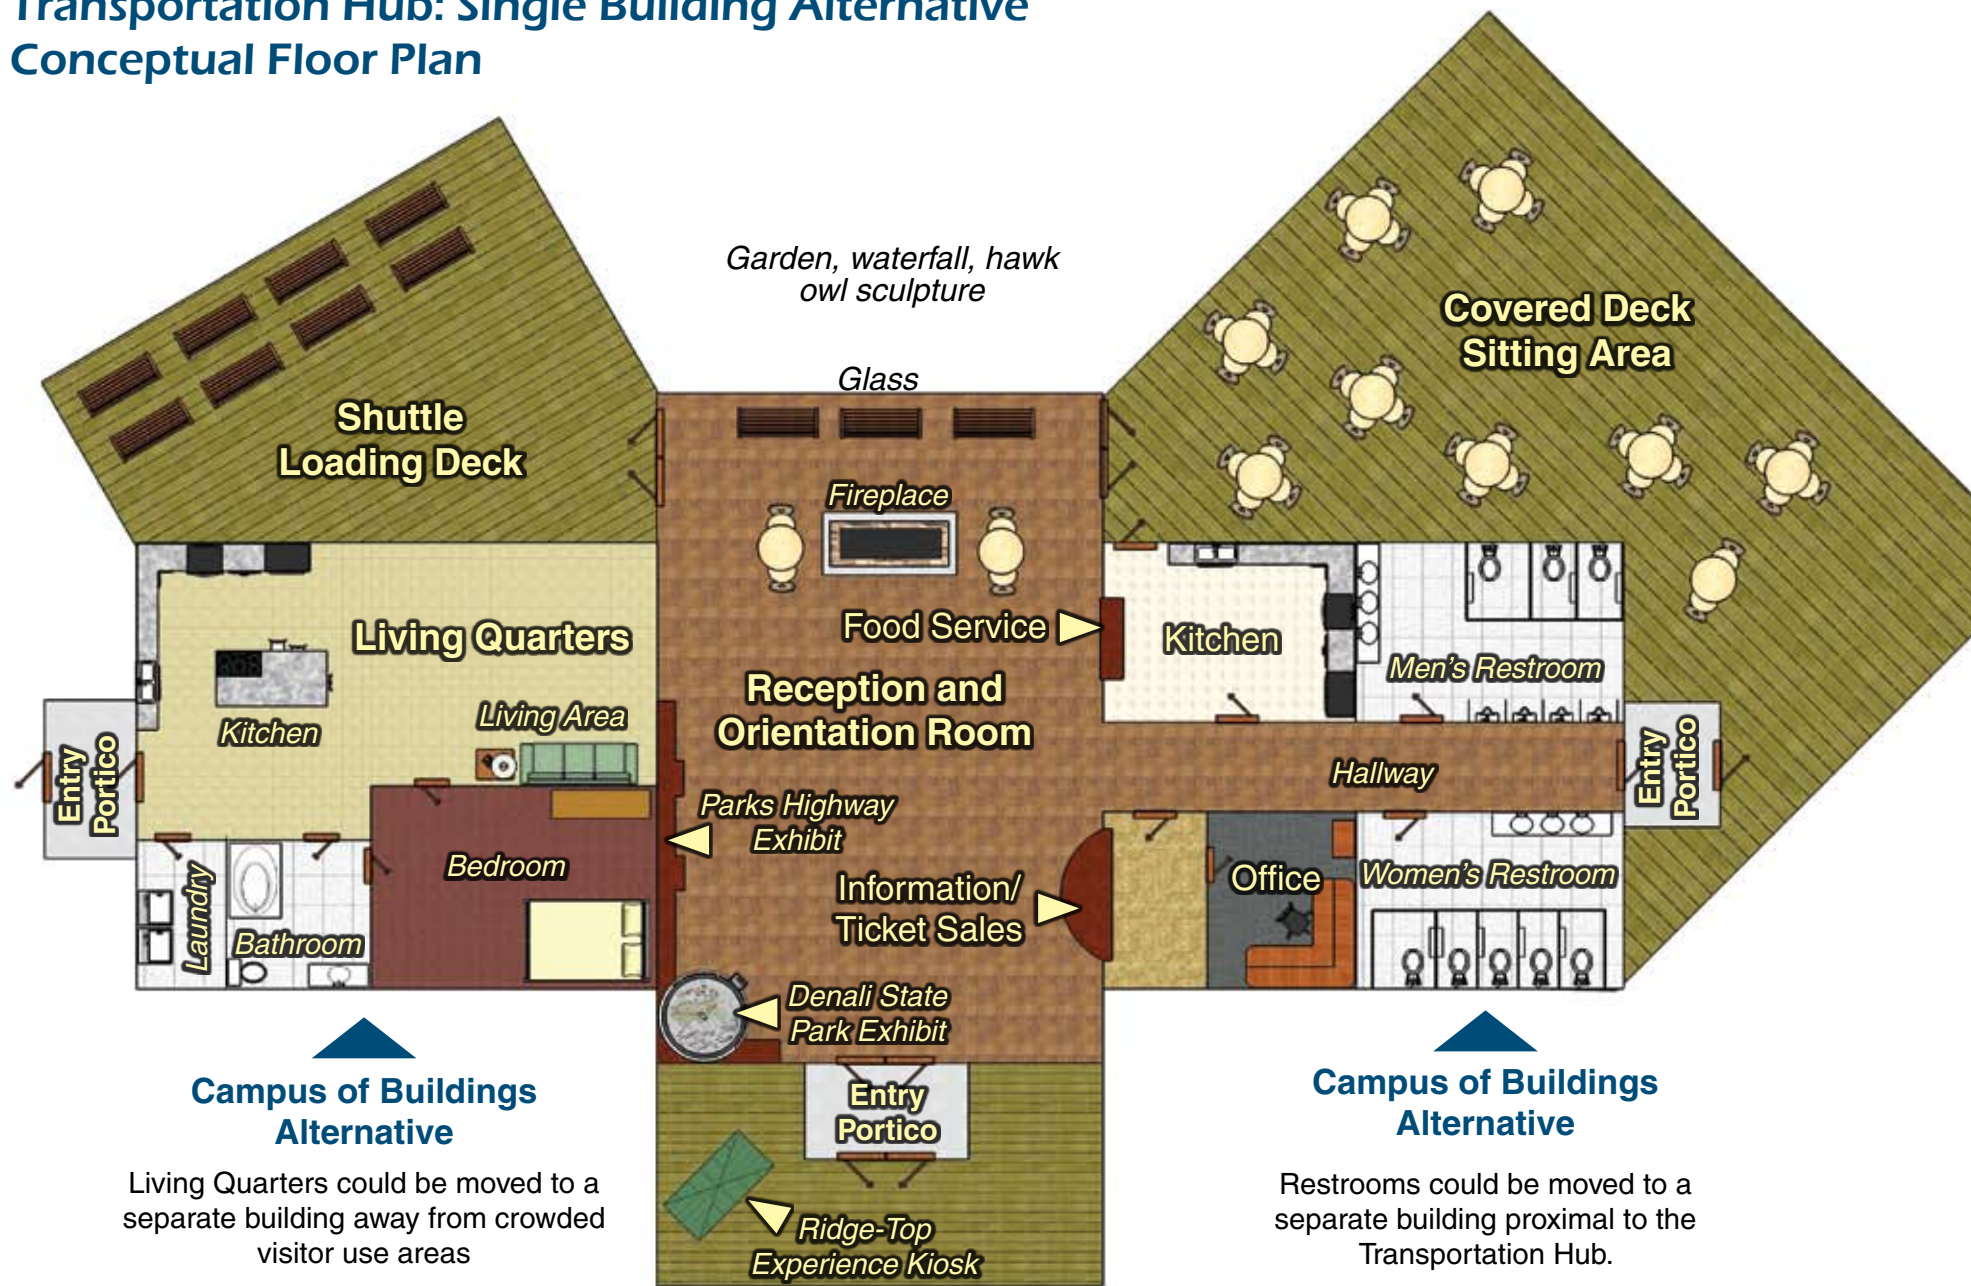 Transportation Hub: Single Building Alternative
Conceptual Floor Plan
Garden, waterfall, hawk
owl sculpture
Glass
Covered Deck
Sitting Area
Shuttle
Loading Deck
Fireplace
Living Quarters
Food Service
Kitchen
Men's Restroom
Reception and
Orientation Room
Kitchen
Living Area
Entry
Portico
Hallway
Entry
Portico
Parks Highway
Exhibit
Bedroom
Information/
Ticket Sales
Office
Women's Restroom
Laundry
Bathroom
Denali State
Park Exhibit
Entry
Portico
Ridge-Top
Experience Kiosk
Campus of Buildings
Alternative
Living Quarters could be moved to a
separate building away from crowded
visitor use areas
Campus of Buildings
Alternative
Restrooms could be moved to a
separate building proximal to the
Transportation Hub.